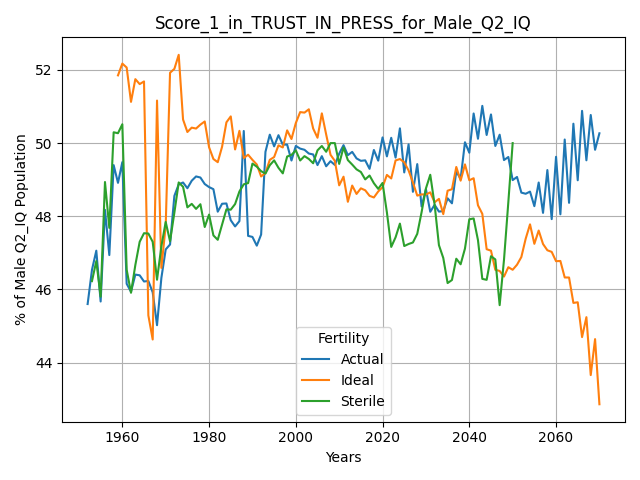 Score_1_in_TRUST_IN_PRESS_for_Male_Q2_IQ
% of Male Q2_IQ Population
52
50
48
46
44
Fertility
Actual
Ideal
Sterile
1960 1980 2000 2020 2040 2060
Years